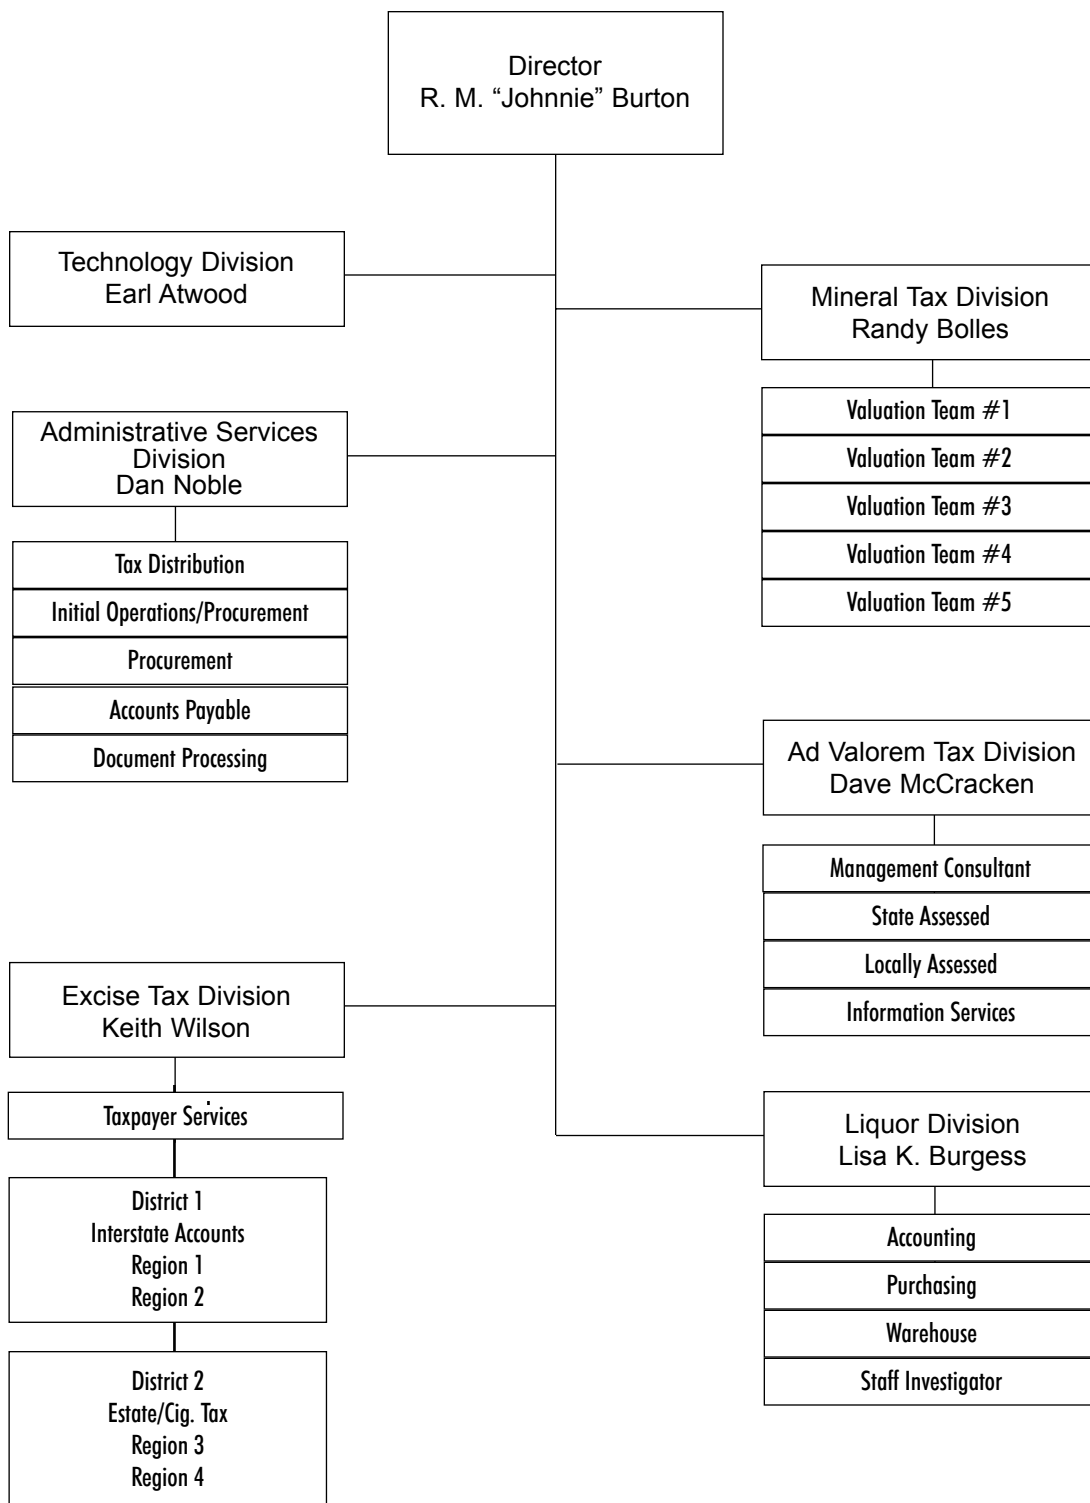 Director
R. M. “Johnnie” Burton
Technology Division
Earl Atwood
Mineral Tax Division
Randy Bolles
Valuation Team #1
Valuation Team #2
Valuation Team #3
Valuation Team #4
Valuation Team #5
Administrative Services
Division
Dan Noble
Tax Distribution
Initial Operations/Procurement
Procurement
Accounts Payable
Document Processing
Ad Valorem Tax Division
Dave McCracken
Management Consultant
State Assessed
Locally Assessed
Information Services
Excise Tax Division
Keith Wilson
Taxpayer Services
District 1
Interstate Accounts
Region 1
Region 2
District 2
Estate/Cig. Tax
Region 3
Region 4
Liquor Division
Lisa K. Burgess
Accounting
Purchasing
Warehouse
Staff Investigator